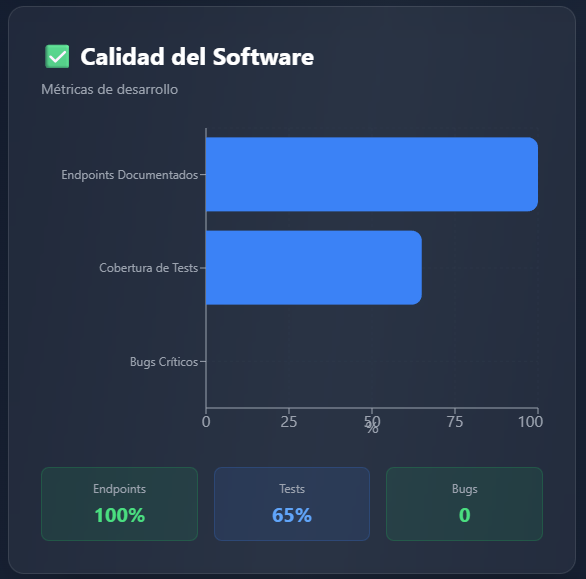 ✅ Calidad del Software
Métricas de desarrollo
Endpoints Documentados
Cobertura de Tests
Bugs Críticos
0 25 50 75 100
%
Endpoints Tests Bugs
100% 65% 0